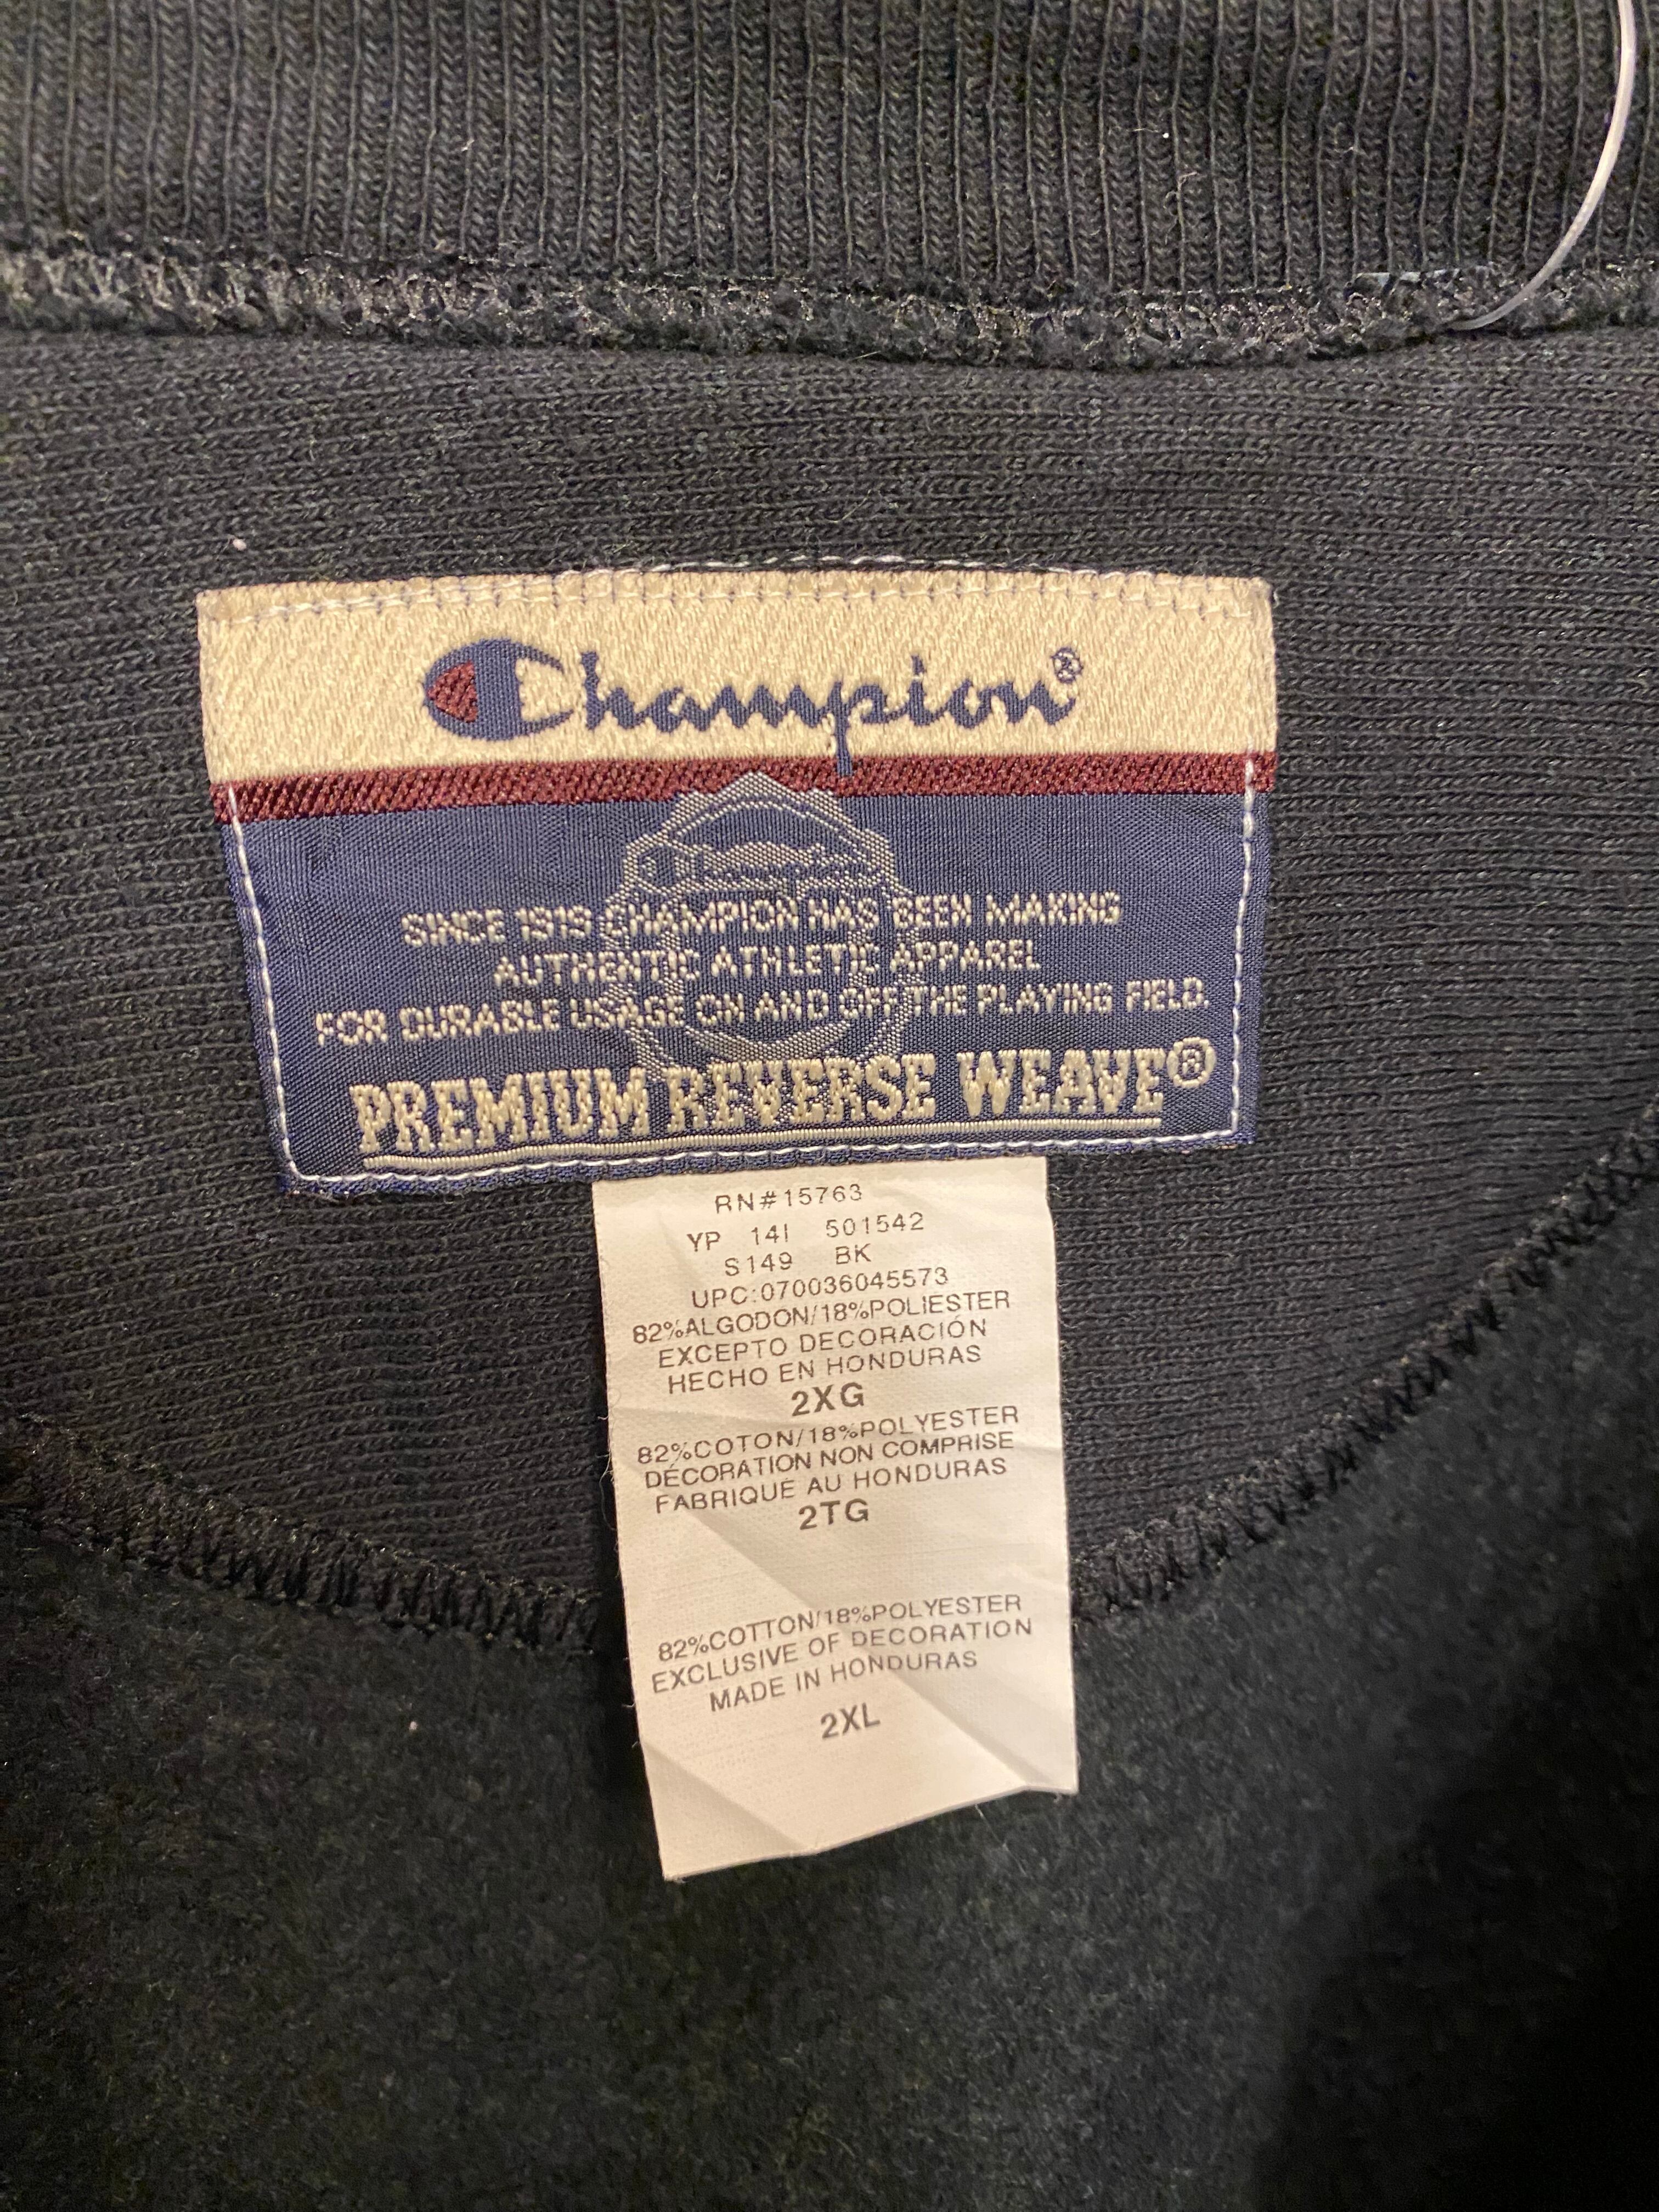 Champion®
Champion
SINCE 1919 CHAMPION HAS BEEN MAKING
AUTHENTIC ATHLETIC APPAREL
FOR DURABLE USAGE ON AND OFF THE PLAYING FIELD.
PREMIUM REVERSE WEAVE®
RN#15763
YP 14I 501542
S149 BK
UPC:070036045573
82%ALGODON/18%POLIESTER
EXCEPTO DECORACIÓN
HECHO EN HONDURAS
2XG
82%COTON/18%POLYESTER
DÉCORATION NON COMPRISE
FABRIQUE AU HONDURAS
2TG
82%COTTON/18%POLYESTER
EXCLUSIVE OF DECORATION
MADE IN HONDURAS
2XL